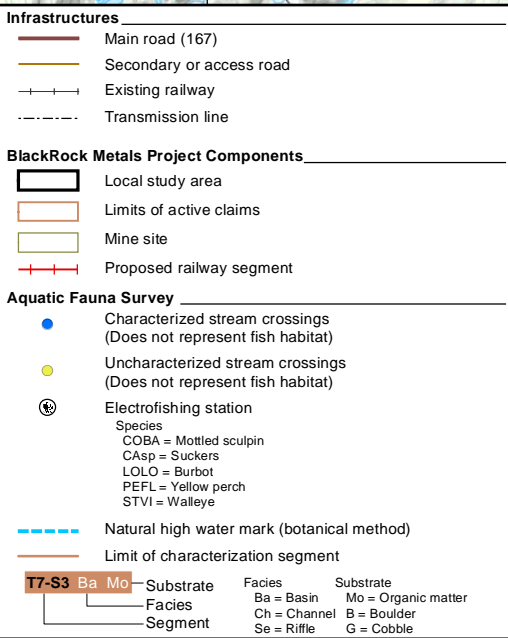 Infrastructures
Main road (167)
Secondary or access road
Existing railway
Transmission line
BlackRock Metals Project Components
Local study area
Limits of active claims
Mine site
Proposed railway segment
Aquatic Fauna Survey
Characterized stream crossings
(Does not represent fish habitat)
Uncharacterized stream crossings
(Does not represent fish habitat)
Electrofishing station
Species
COBA = Mottled sculpin
CAsp = Suckers
LOLO = Burbot
PEFL = Yellow perch
STVI = Walleye
Natural high water mark (botanical method)
Limit of characterization segment
T7-S3 Ba Mo
Substrate
Facies
Segment
Facies
Ba = Basin
Ch = Channel
Se = Riffle
Substrate
Mo = Organic matter
B = Boulder
G = Cobble